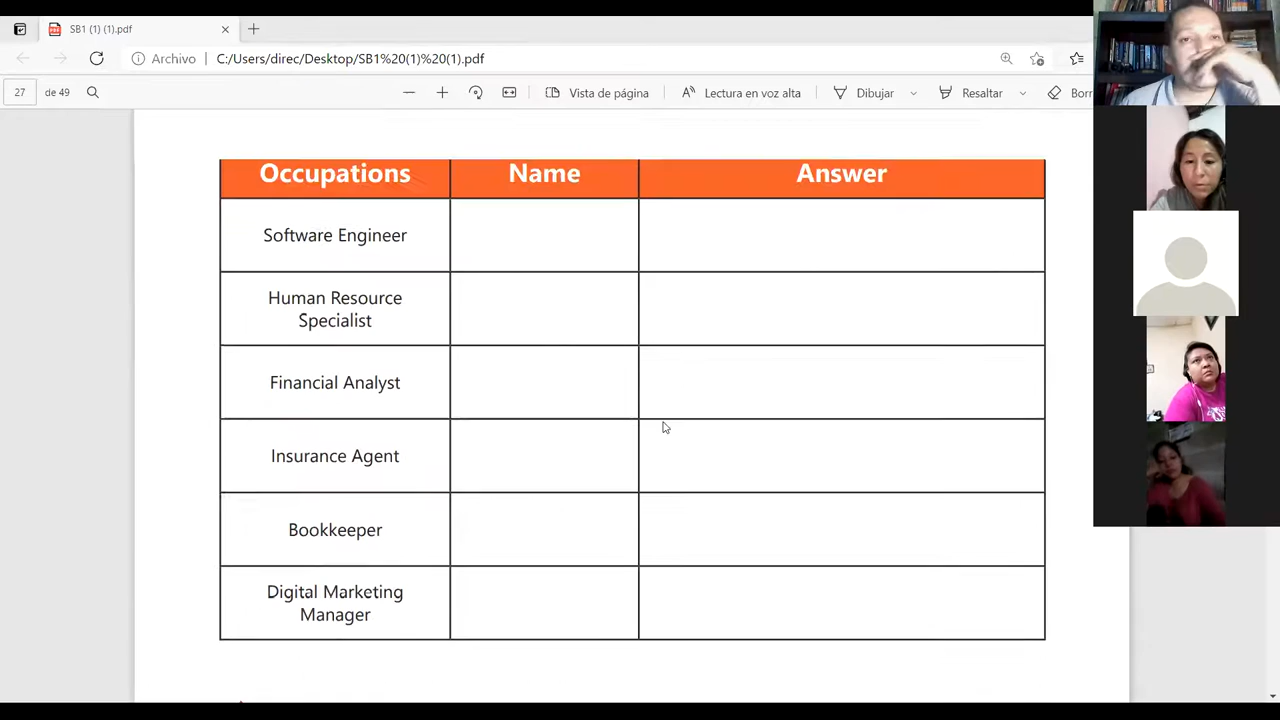 SB1 (1) (1).pdf
Archivo
C:/Users/direc/Desktop/SB1%20(1)%20(1).pdf
27
de 49
Vista de página
Lectura en voz alta
Dibujar
Resaltar
Borr
Occupations
Name
Answer
Software Engineer
Human Resource
Specialist
Financial Analyst
Insurance Agent
Bookkeeper
Digital Marketing
Manager